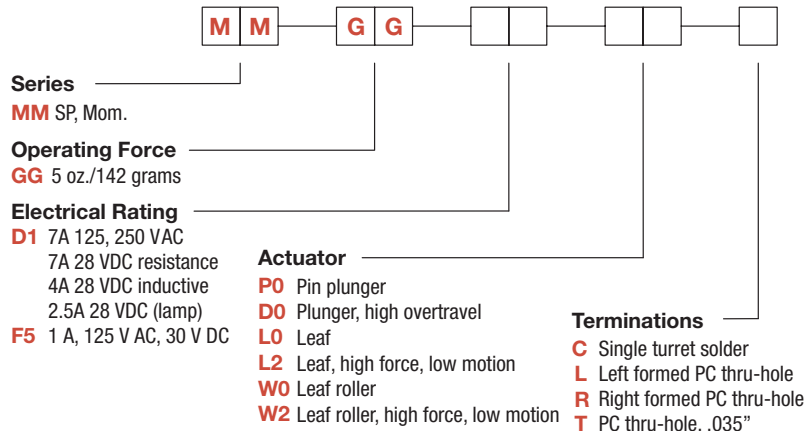 M M G G
Series
MM SP, Mom.
Operating Force
GG 5 oz./142 grams
Electrical Rating
D1 7A 125, 250 VAC
7A 28 VDC resistance
4A 28 VDC inductive
2.5A 28 VDC (lamp)
F5 1 A, 125 V AC, 30 V DC
Actuator
P0 Pin plunger
D0 Plunger, high overtravel
L0 Leaf
L2 Leaf, high force, low motion
W0 Leaf roller
W2 Leaf roller, high force, low motion
Terminations
C Single turret solder
L Left formed PC thru-hole
R Right formed PC thru-hole
T PC thru-hole, .035”